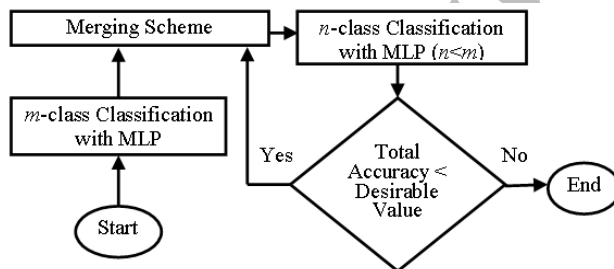 Merging Scheme
n-class Classification
with MLP (n<m)
m-class Classification
with MLP
Yes
Total
Accuracy <
Desirable
Value
No
Start
End